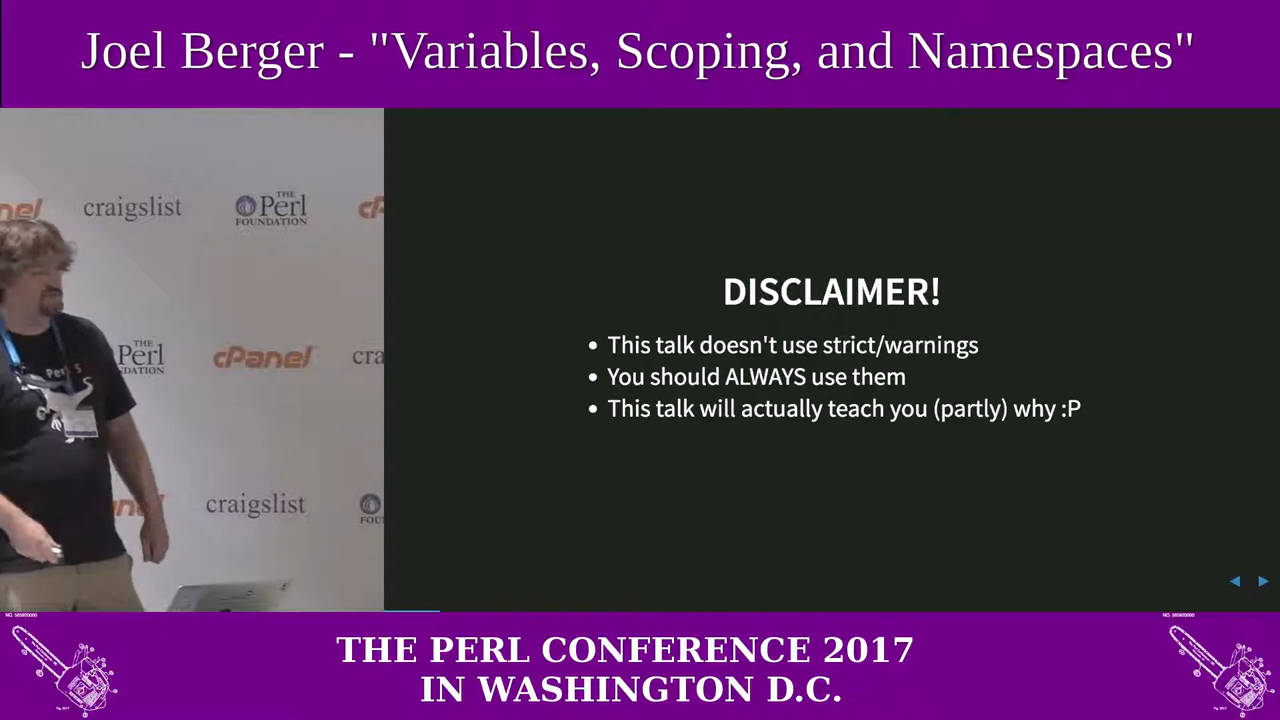 Joel Berger - "Variables, Scoping, and Namespaces"
craigslist
THE
Perl
FOUNDATION
DISCLAIMER!
• This talk doesn't use strict/warnings
• You should ALWAYS use them
• This talk will actually teach you (partly) why :P
THE
Perl
cPanel
craigslist
THE PERL CONFERENCE 2017
IN WASHINGTON D.C.